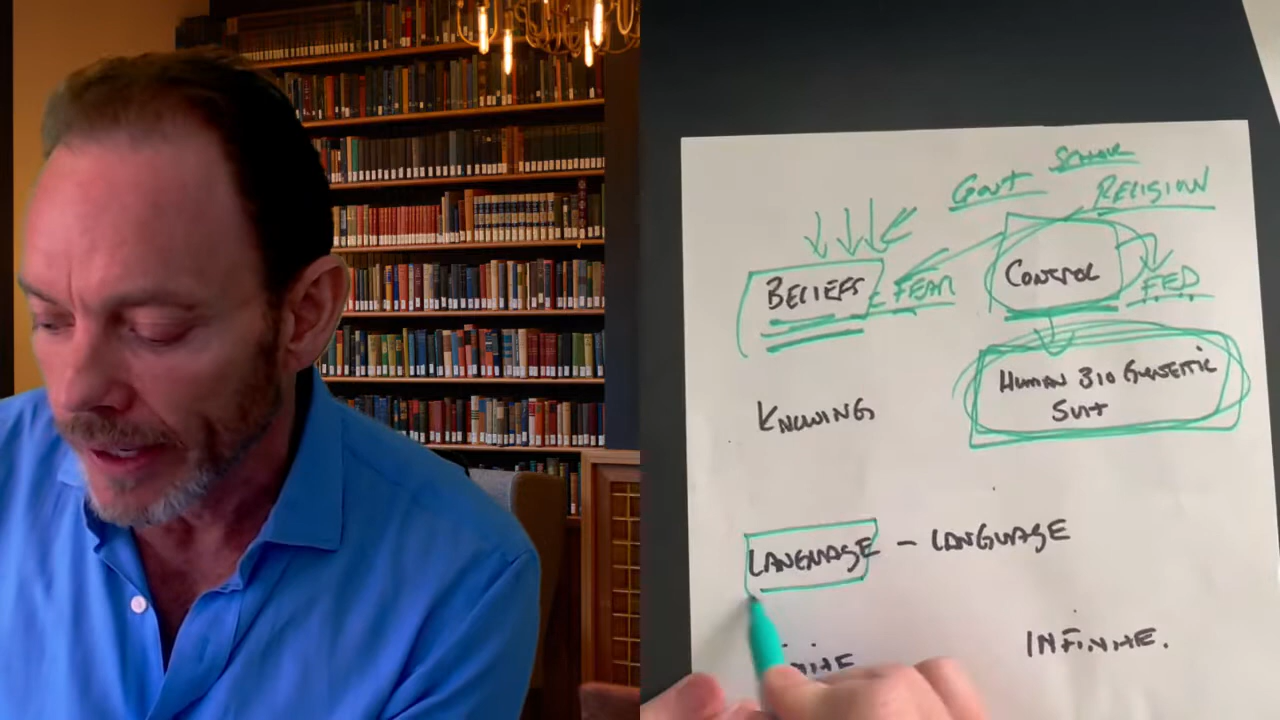 SCHOOL
GOVT RELIGION
BELIEFS = FEAR CONTROL FED
HUMAN BIO GENETIC
SUIT
KNOWING
LANGUAGE - LANGUAGE
INFINITE.